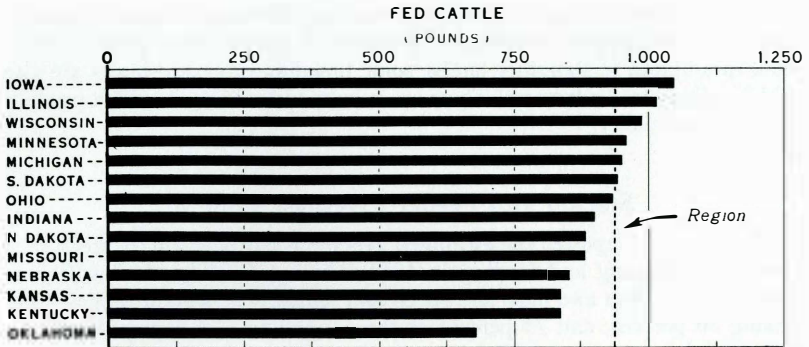 FED CATTLE
(POUNDS)
0 250 500 750 1.000 1.250
IOWA
ILLINOIS
WISCONSIN
MINNESOTA
MICHIGAN
S. DAKOTA
OHIO
INDIANA
Region
N DAKOTA
MISSOURI
NEBRASKA
KANSAS
KENTUCKY
OKLAHOMA